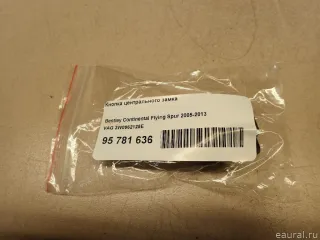 Кнопка центрального замка
Bentley Continental Flying Spur 2005-2013
VAG 3W0962125E
95 781 636
eaural.ru